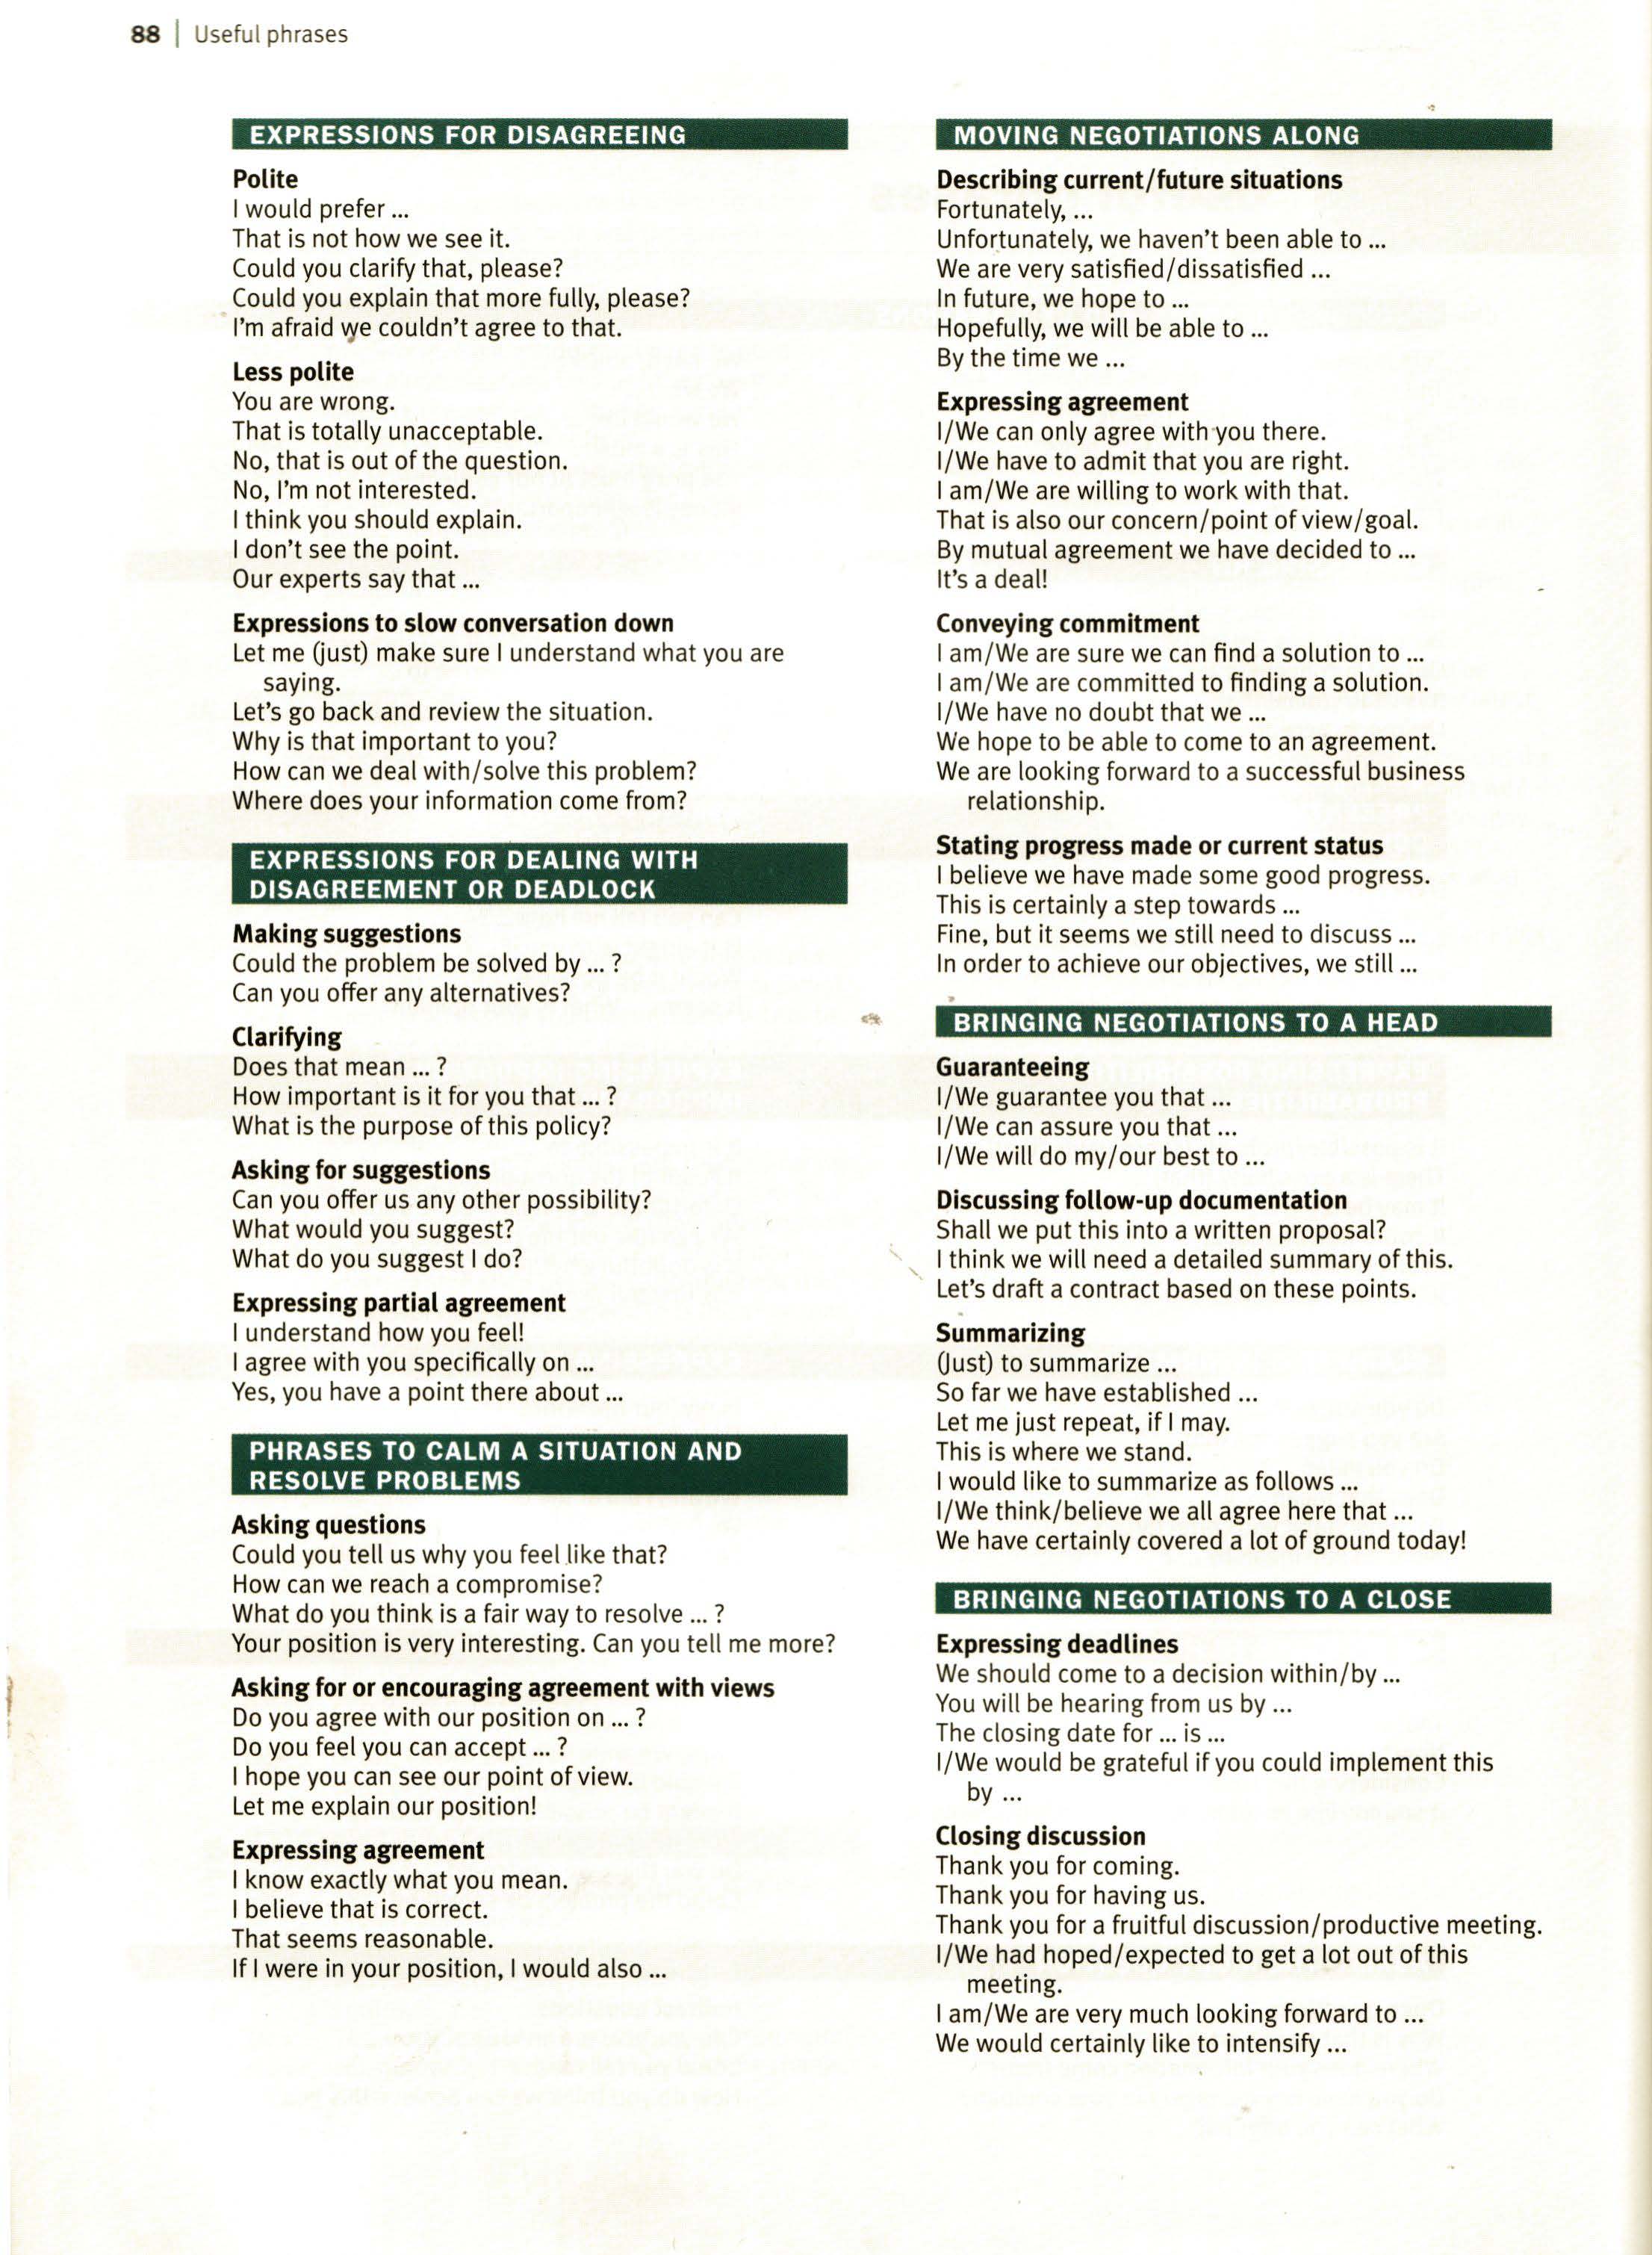 88 | Useful phrases
EXPRESSIONS FOR DISAGREEING
Polite
I would prefer ...
That is not how we see it.
Could you clarify that, please?
Could you explain that more fully, please?
I'm afraid we couldn't agree to that.
Less polite
You are wrong.
That is totally unacceptable.
No, that is out of the question.
No, I'm not interested.
I think you should explain.
I don't see the point.
Our experts say that ...
Expressions to slow conversation down
Let me (just) make sure I understand what you are
saying.
Let's go back and review the situation.
Why is that important to you?
How can we deal with/solve this problem?
Where does your information come from?
EXPRESSIONS FOR DEALING WITH
DISAGREEMENT OR DEADLOCK
Making suggestions
Could the problem be solved by ... ?
Can you offer any alternatives?
Clarifying
Does that mean ... ?
How important is it for you that ... ?
What is the purpose of this policy?
Asking for suggestions
Can you offer us any other possibility?
What would you suggest?
What do you suggest I do?
Expressing partial agreement
I understand how you feel!
I agree with you specifically on ...
Yes, you have a point there about ...
PHRASES TO CALM A SITUATION AND
RESOLVE PROBLEMS
Asking questions
Could you tell us why you feel like that?
How can we reach a compromise?
What do you think is a fair way to resolve ... ?
Your position is very interesting. Can you tell me more?
Asking for or encouraging agreement with views
Do you agree with our position on ... ?
Do you feel you can accept ... ?
I hope you can see our point of view.
Let me explain our position!
Expressing agreement
I know exactly what you mean.
I believe that is correct.
That seems reasonable.
If I were in your position, I would also ...
MOVING NEGOTIATIONS ALONG
Describing current/future situations
Fortunately, ...
Unfortunately, we haven't been able to ...
We are very satisfied/dissatisfied ...
In future, we hope to ...
Hopefully, we will be able to ...
By the time we ...
Expressing agreement
I/We can only agree with you there.
I/We have to admit that you are right.
I am/We are willing to work with that.
That is also our concern/point of view/goal.
By mutual agreement we have decided to ...
It's a deal!
Conveying commitment
I am/We are sure we can find a solution to ...
I am/We are committed to finding a solution.
I/We have no doubt that we ...
We hope to be able to come to an agreement.
We are looking forward to a successful business
relationship.
Stating progress made or current status
I believe we have made some good progress.
This is certainly a step towards ...
Fine, but it seems we still need to discuss ...
In order to achieve our objectives, we still ...
BRINGING NEGOTIATIONS TO A HEAD
Guaranteeing
I/We guarantee you that ...
I/We can assure you that ...
I/We will do my/our best to ...
Discussing follow-up documentation
Shall we put this into a written proposal?
I think we will need a detailed summary of this.
Let's draft a contract based on these points.
Summarizing
(Just) to summarize ...
So far we have established ...
Let me just repeat, if I may.
This is where we stand.
I would like to summarize as follows ...
I/We think/believe we all agree here that ...
We have certainly covered a lot of ground today!
BRINGING NEGOTIATIONS TO A CLOSE
Expressing deadlines
We should come to a decision within/by ...
You will be hearing from us by ...
The closing date for ... is ...
I/We would be grateful if you could implement this
by ...
Closing discussion
Thank you for coming.
Thank you for having us.
Thank you for a fruitful discussion/productive meeting.
I/We had hoped/expected to get a lot out of this
meeting.
I am/We are very much looking forward to ...
We would certainly like to intensify ...